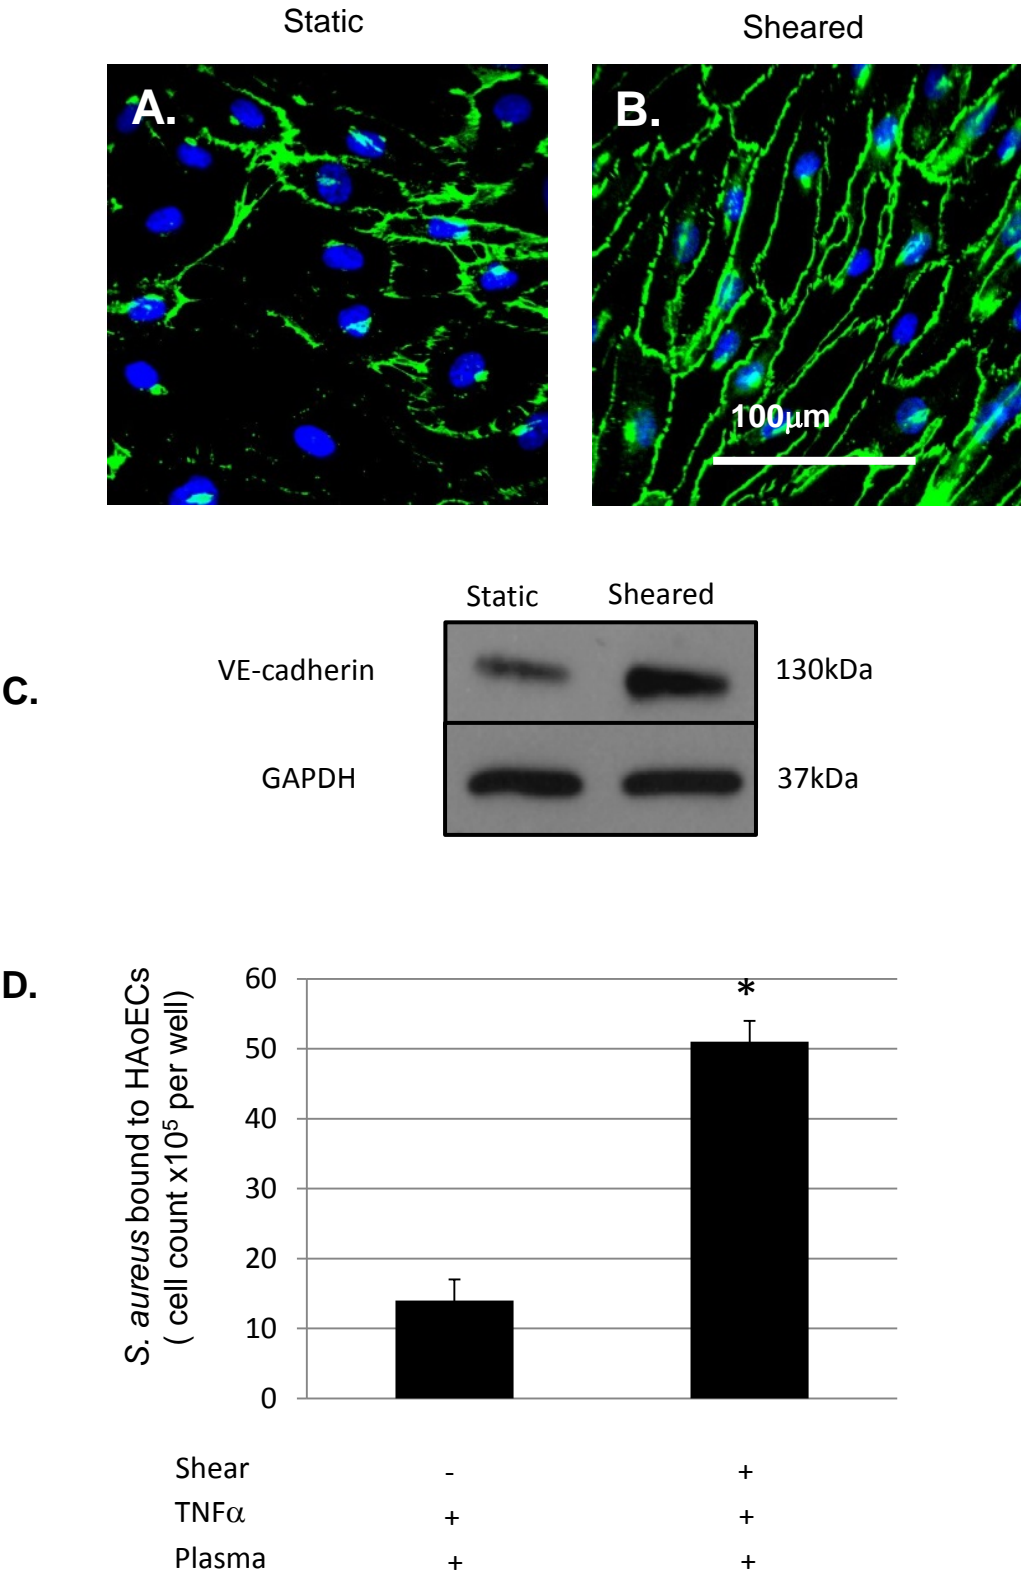 Static
Sheared
A.
B.
100μm
Static
Sheared
C.
VE-cadherin
130kDa
GAPDH
37kDa
D.
S. aureus bound to HAoECs
( cell count x10⁵ per well)
60
50
40
30
20
10
0
*
Shear - +
TNFα + +
Plasma + +